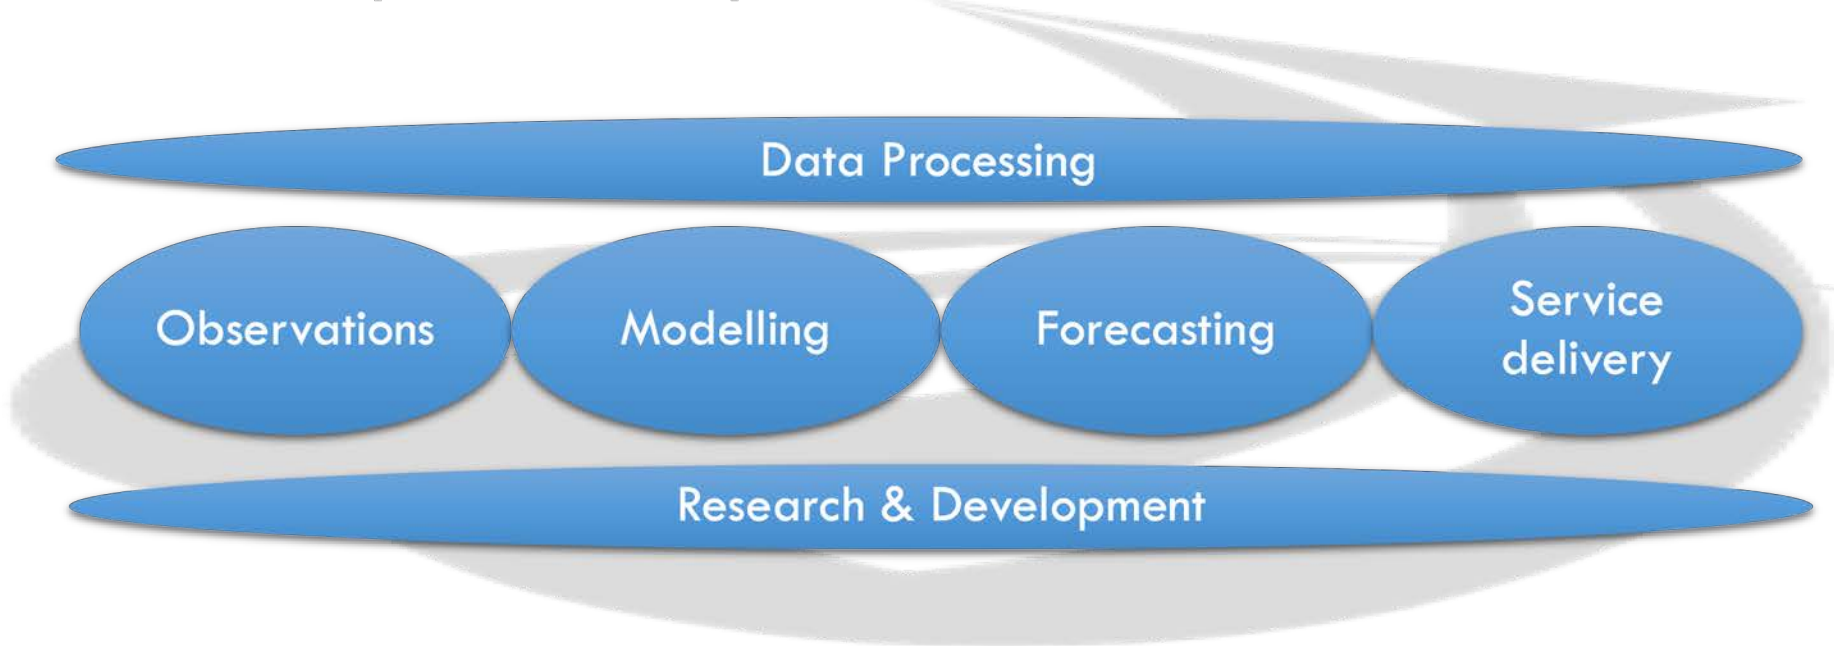 Data Processing
Observations
Modelling
Forecasting
Service
delivery
Research & Development